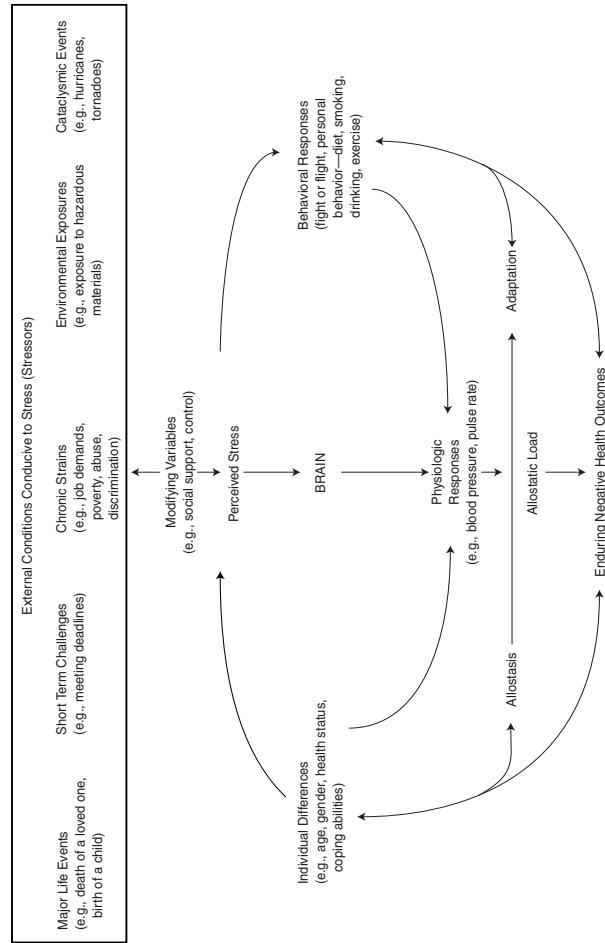 External Conditions Conducive to Stress (Stressors)
Major Life Events
(e.g., death of a loved one,
birth of a child)
Short Term Challenges
(e.g., meeting deadlines)
Chronic Strains
(e.g., job demands,
poverty, abuse,
discrimination)
Environmental Exposures
(e.g., exposure to hazardous
materials)
Cataclysmic Events
(e.g., hurricanes,
tornadoes)
Modifying Variables
(e.g., social support, control)
Perceived Stress
Individual Differences
(e.g., age, gender, health status,
coping abilities)
BRAIN
Behavioral Responses
(fight or flight, personal
behavior—diet, smoking,
drinking, exercise)
Physiologic
Responses
(e.g., blood pressure, pulse rate)
Allostasis
Allostatic Load
Adaptation
Enduring Negative Health Outcomes